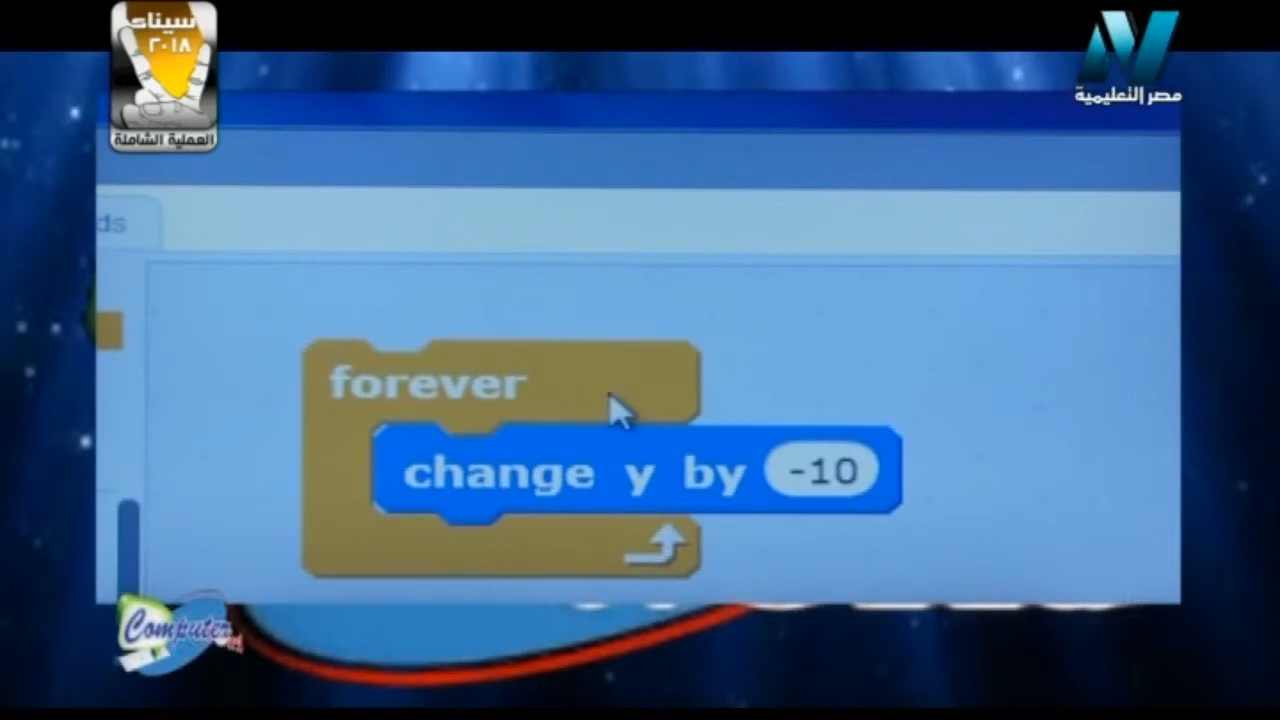 سيناء
٢٠١٨
العملية الشاملة
مصر التعليمية
ds
forever
change y by -10
Computer